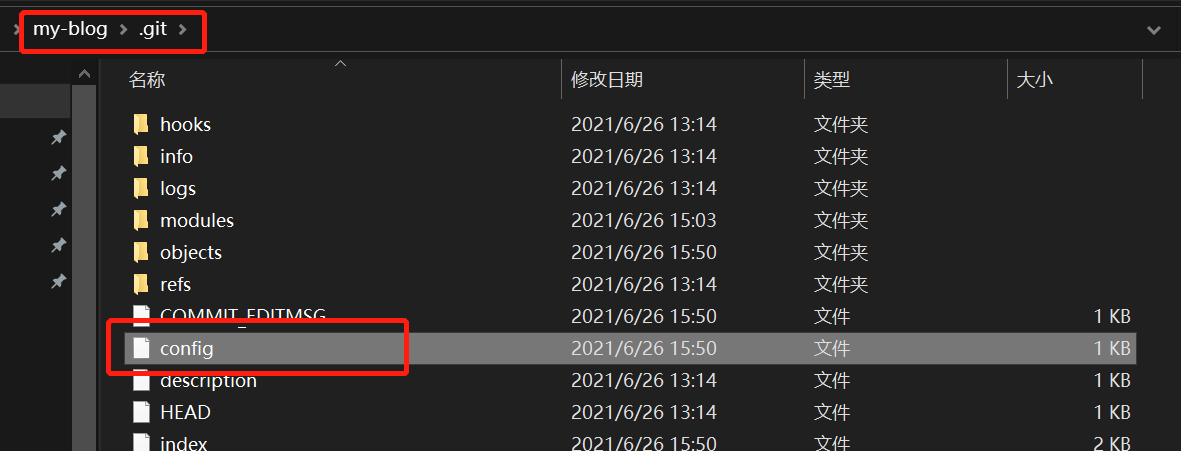 my-blog .git
名称 修改日期 类型 大小
hooks 2021/6/26 13:14 文件夹
info 2021/6/26 13:14 文件夹
logs 2021/6/26 13:14 文件夹
modules 2021/6/26 15:03 文件夹
objects 2021/6/26 15:50 文件夹
refs 2021/6/26 13:14 文件夹
COMMIT_EDITMSG 2021/6/26 15:50 文件 1 KB
config 2021/6/26 15:50 文件 1 KB
description 2021/6/26 13:14 文件 1 KB
HEAD 2021/6/26 13:14 文件 1 KB
index 2021/6/26 15:50 文件 2 KB